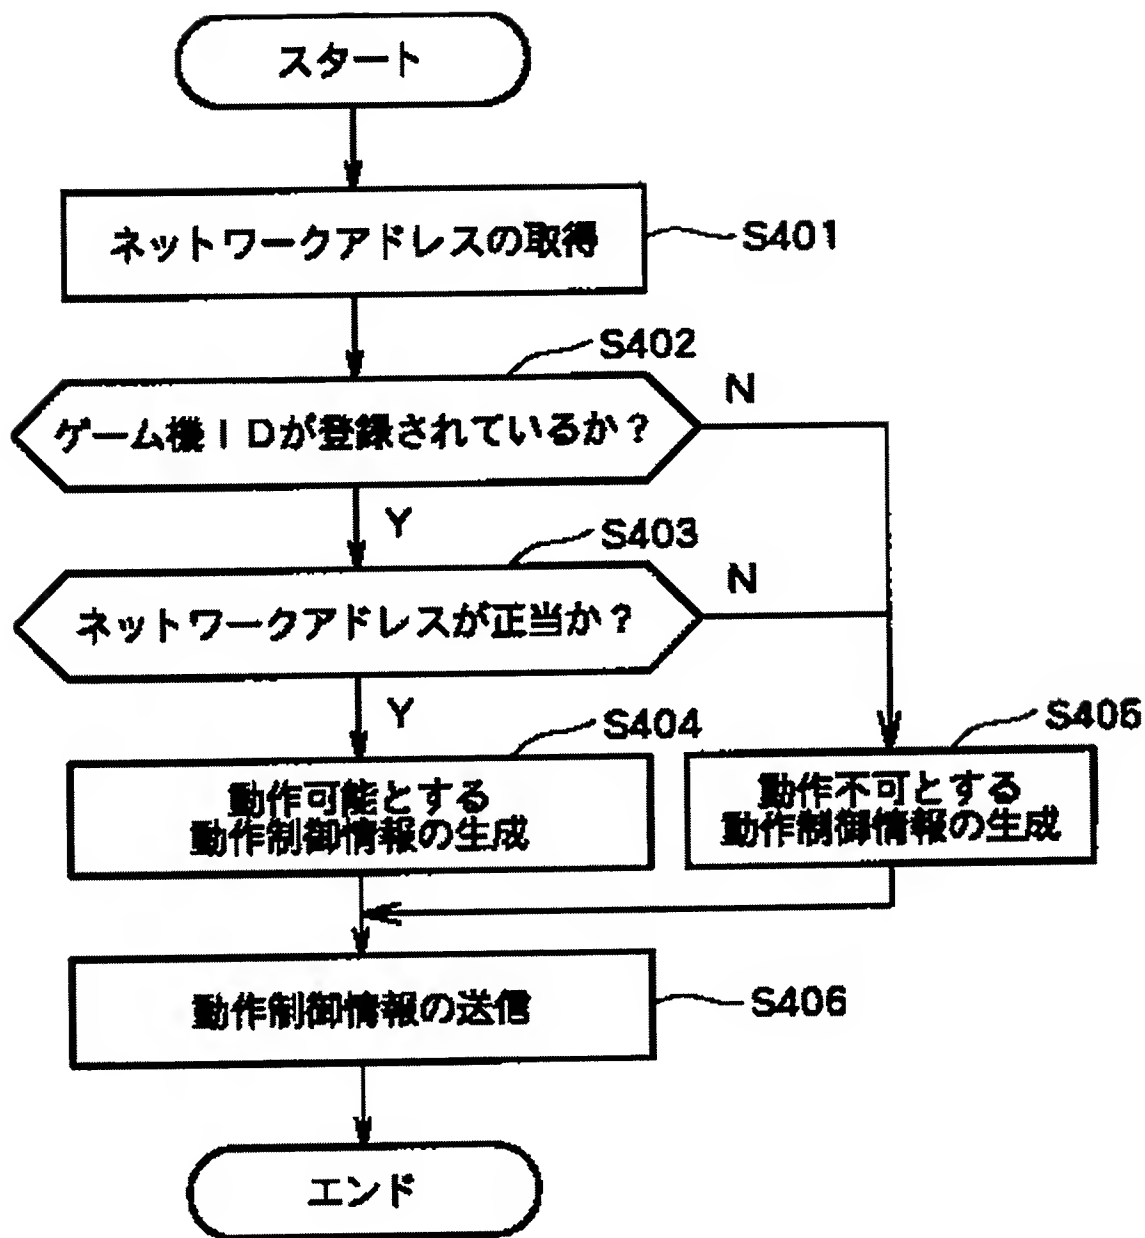 スタート
ネットワークアドレスの取得
S401
S402
ゲーム機IDが登録されているか？
N
Y
S403
ネットワークアドレスが正当か？
N
Y
S404
動作可能とする
動作制御情報の生成
S405
動作不可とする
動作制御情報の生成
動作制御情報の送信
S406
エンド